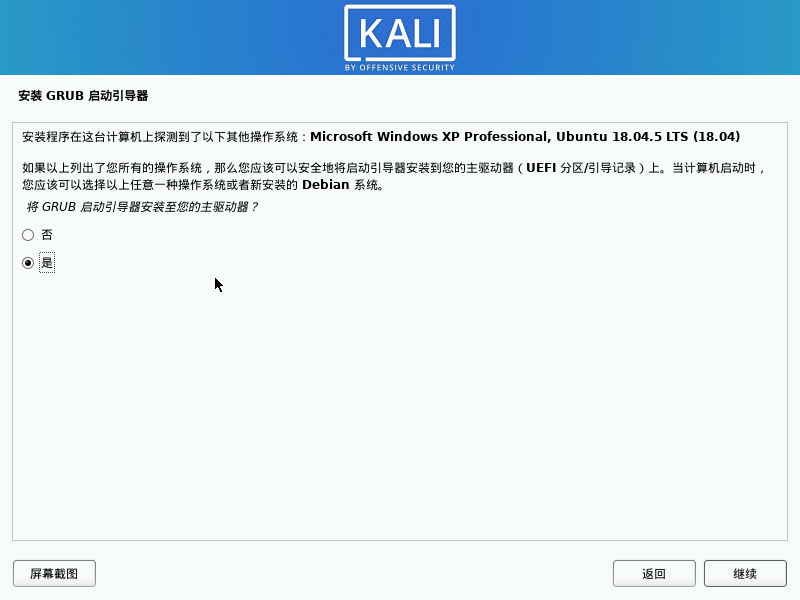 KALI
BY OFFENSIVE SECURITY
安装 GRUB 启动引导器
安装程序在这台计算机上探测到了以下其他操作系统：Microsoft Windows XP Professional, Ubuntu 18.04.5 LTS (18.04)
如果以上列出了您所有的操作系统，那么您应该可以安全地将启动引导器安装到您的主驱动器（UEFI 分区/引导记录）上。当计算机启动时，
您应该可以选择以上任意一种操作系统或者新安装的 Debian 系统。
将 GRUB 启动引导器安装至您的主驱动器？
否
是
屏幕截图
返回
继续